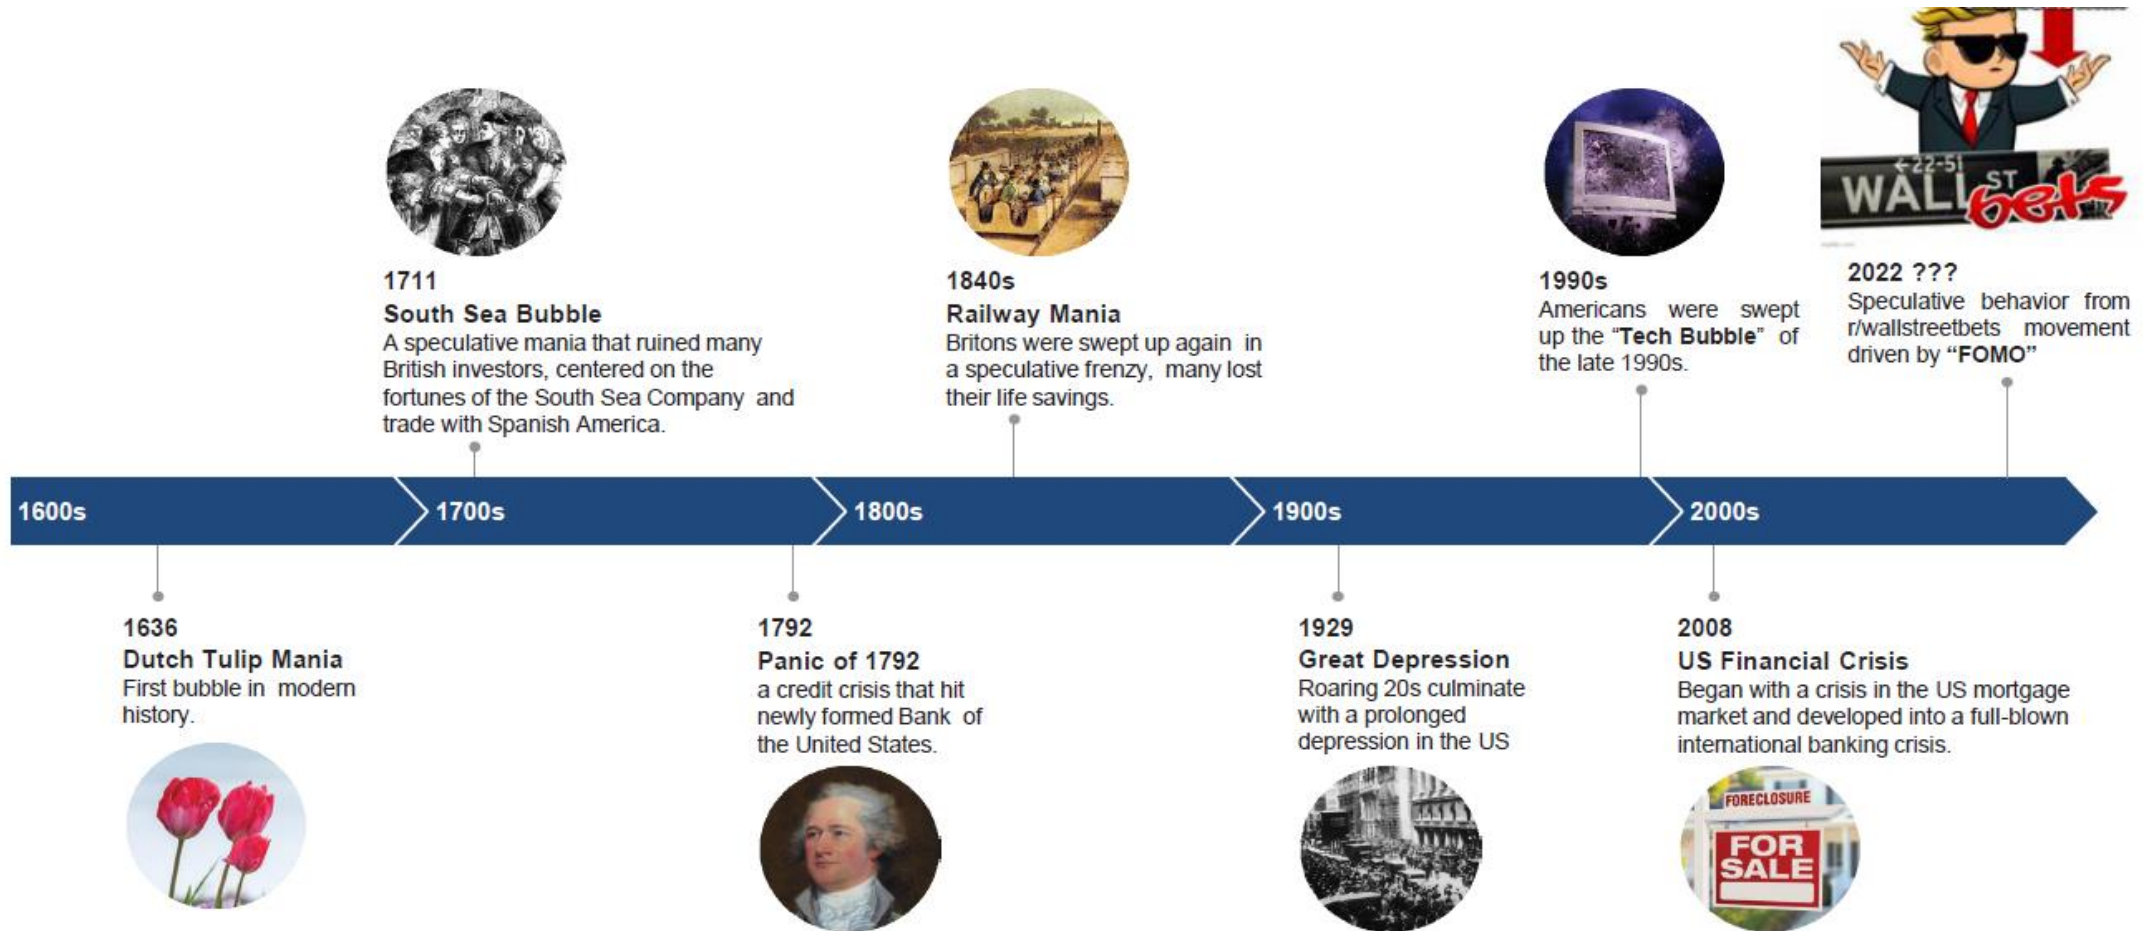 ←22-51
WALL ST
bets
1711
South Sea Bubble
A speculative mania that ruined many
British investors, centered on the
fortunes of the South Sea Company and
trade with Spanish America.
1840s
Railway Mania
Britons were swept up again in
a speculative frenzy, many lost
their life savings.
1990s
Americans were swept
up the “Tech Bubble” of
the late 1990s.
2022 ???
Speculative behavior from
r/wallstreetbets movement
driven by “FOMO”
1600s
1700s
1800s
1900s
2000s
1636
Dutch Tulip Mania
First bubble in modern
history.
1792
Panic of 1792
a credit crisis that hit
newly formed Bank of
the United States.
1929
Great Depression
Roaring 20s culminate
with a prolonged
depression in the US
2008
US Financial Crisis
Began with a crisis in the US mortgage
market and developed into a full-blown
international banking crisis.
FORECLOSURE
FOR
SALE